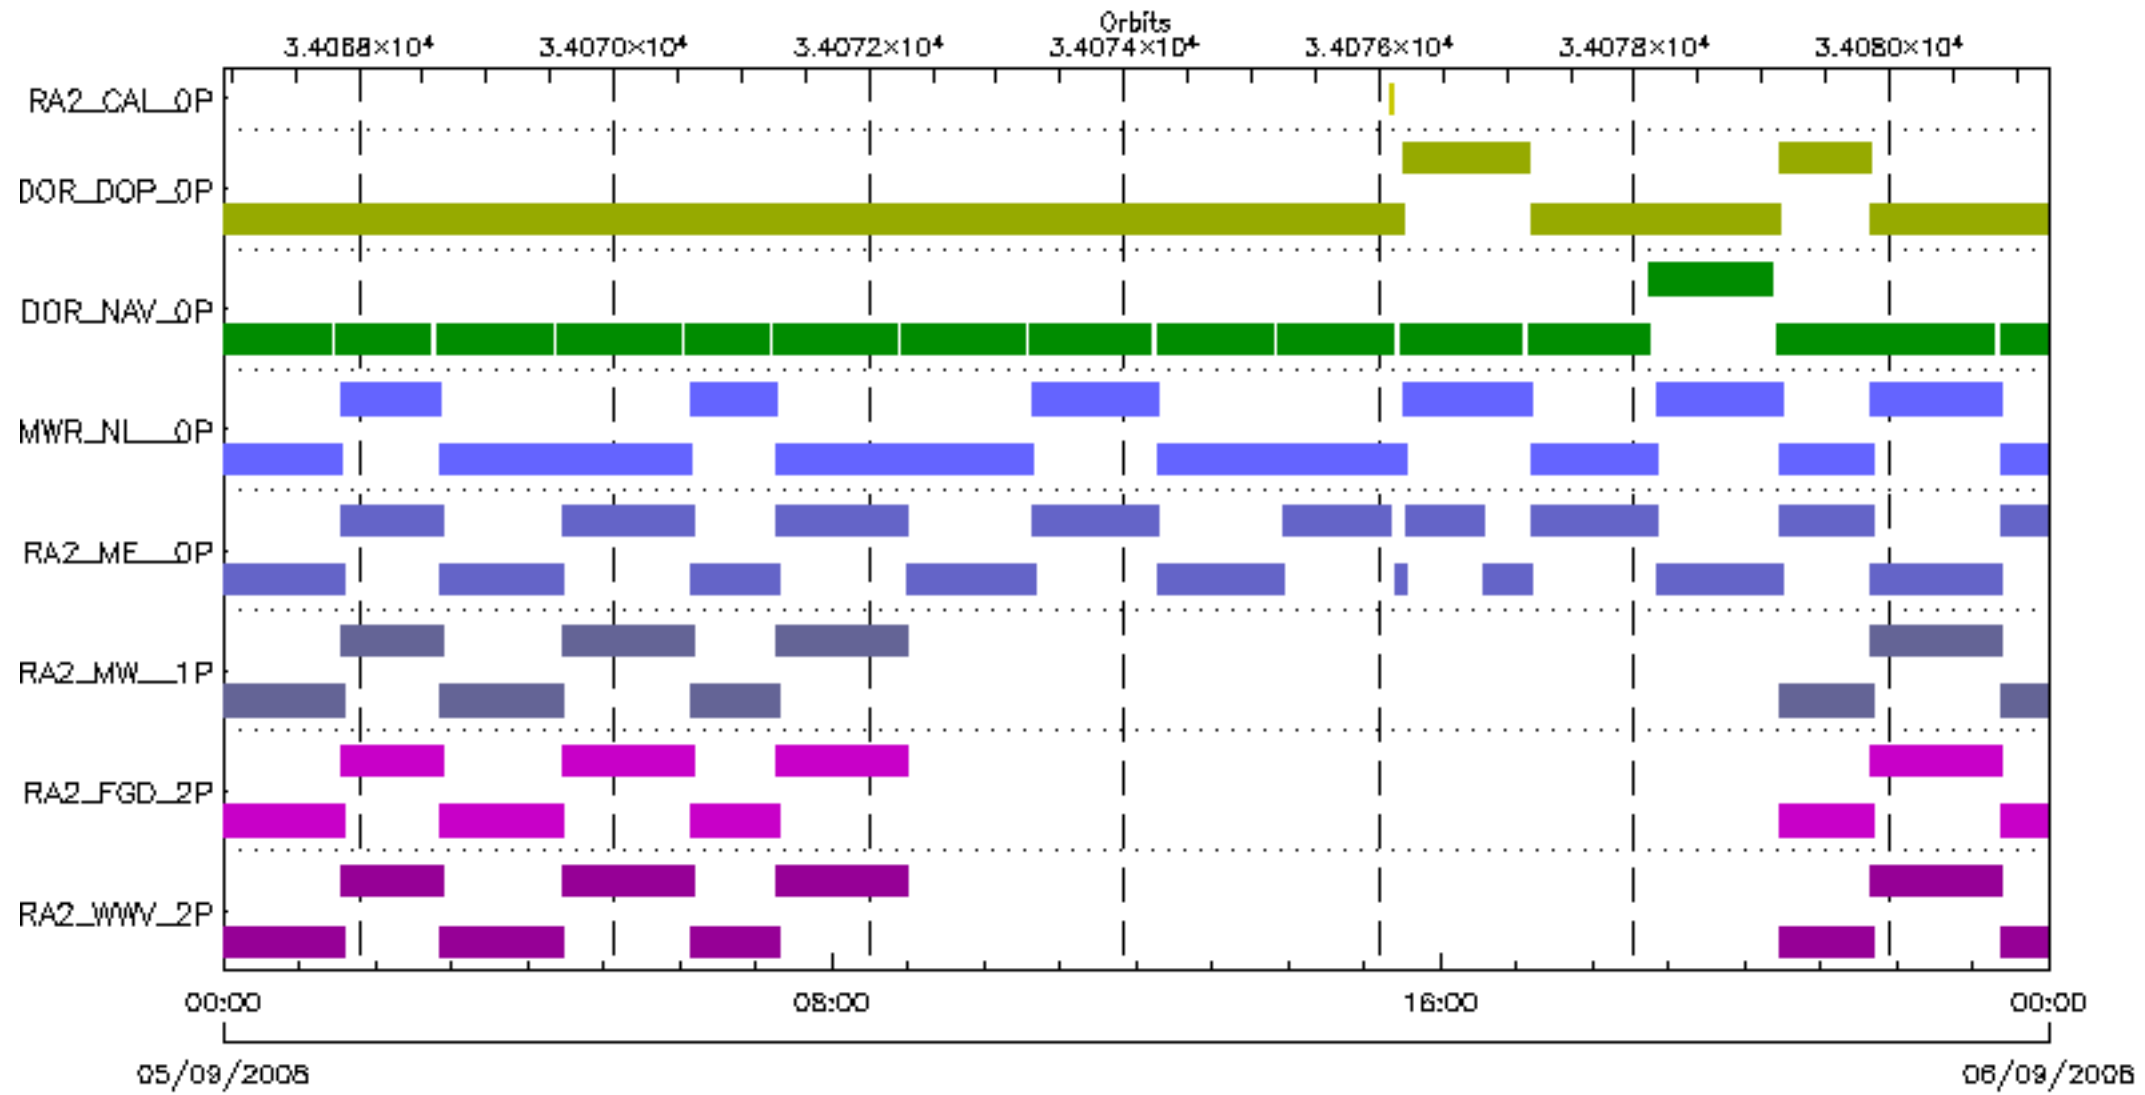 Orbits
3.4068×10⁴ 3.4070×10⁴ 3.4072×10⁴ 3.4074×10⁴ 3.4076×10⁴ 3.4078×10⁴ 3.4080×10⁴
RA2_CAL_0P
DOR_DOP_0P
DOR_NAV_0P
MWR_NL__0P
RA2_ME__0P
RA2_MW__1P
RA2_FGD_2P
RA2_WWV_2P
00:00 08:00 16:00 00:00
05/09/2008 06/09/2008